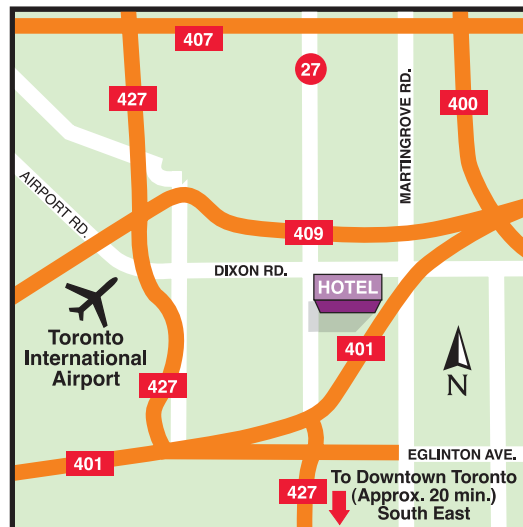 407
27
427
400
MARTINGROVE RD.
AIRPORT RD.
409
DIXON RD.
HOTEL
Toronto
International
Airport
401
N
427
401
EGLINTON AVE.
427
To Downtown Toronto
(Approx. 20 min.)
South East